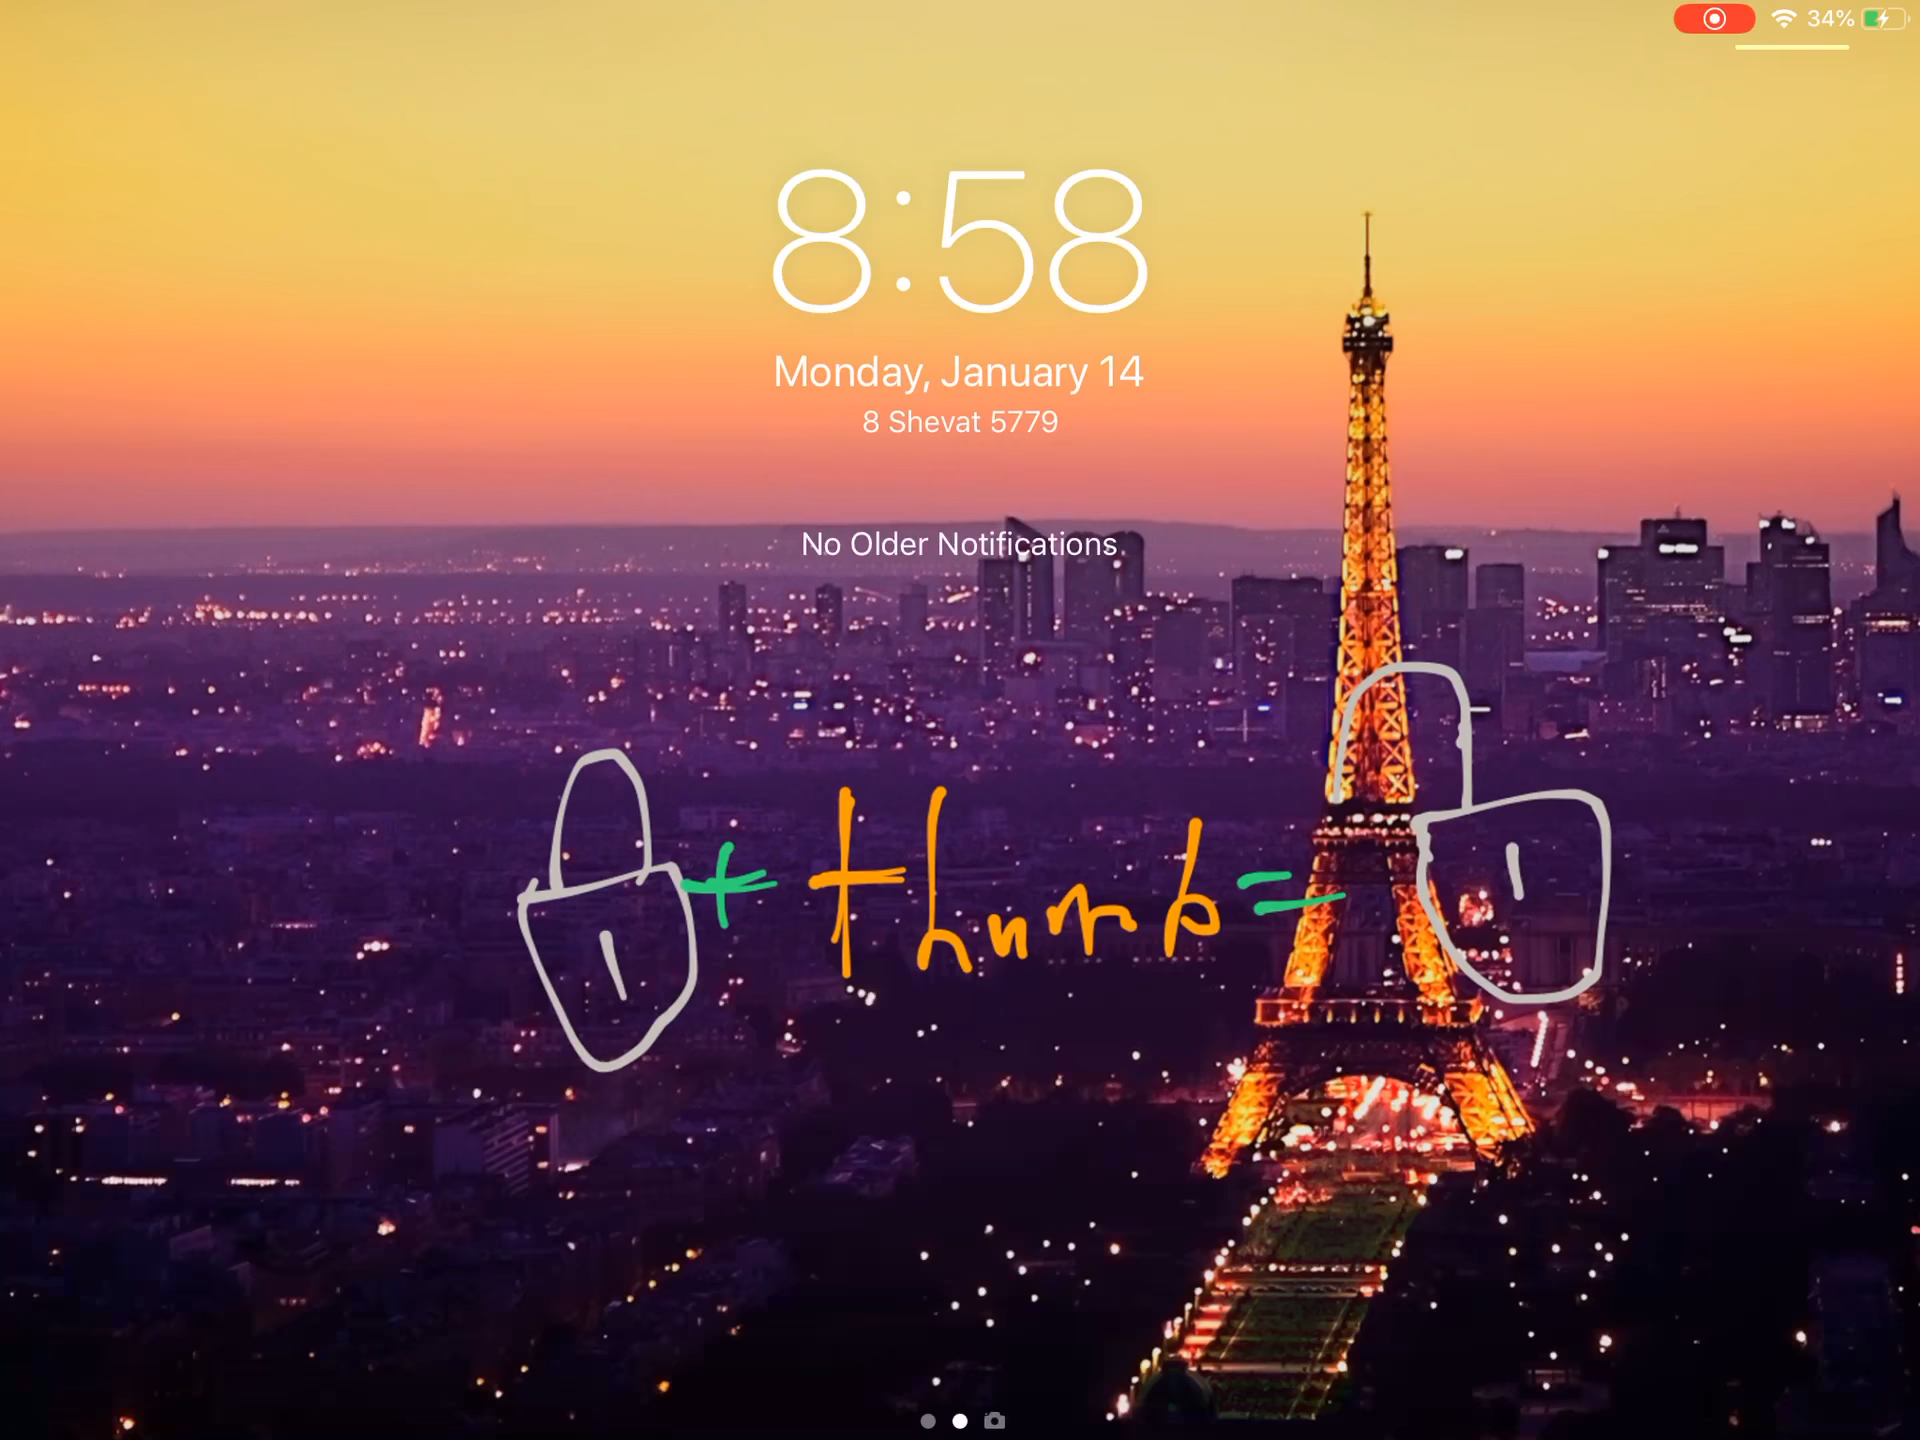 34%
8:58
Monday, January 14
8 Shevat 5779
No Older Notifications
+ thumb =